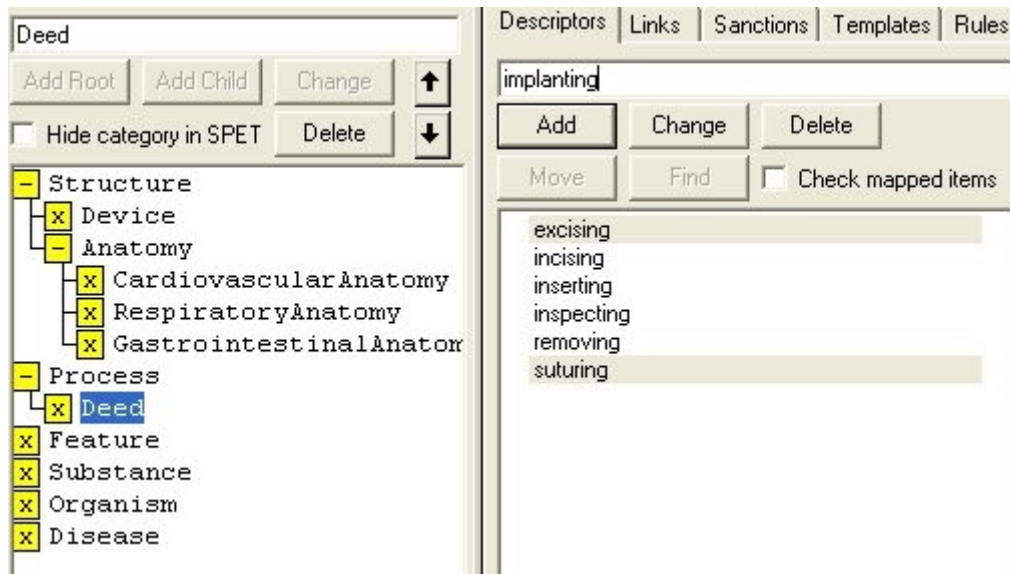 Deed
Add Root Add Child Change
Hide category in SPET Delete
- Structure
x Device
- Anatomy
x CardiovascularAnatomy
x RespiratoryAnatomy
x GastrointestinalAnatom
- Process
x Deed
x Feature
x Substance
x Organism
x Disease
Descriptors Links Sanctions Templates Rules
implanting
Add Change Delete
Move Find Check mapped items
excising
incising
inserting
inspecting
removing
suturing